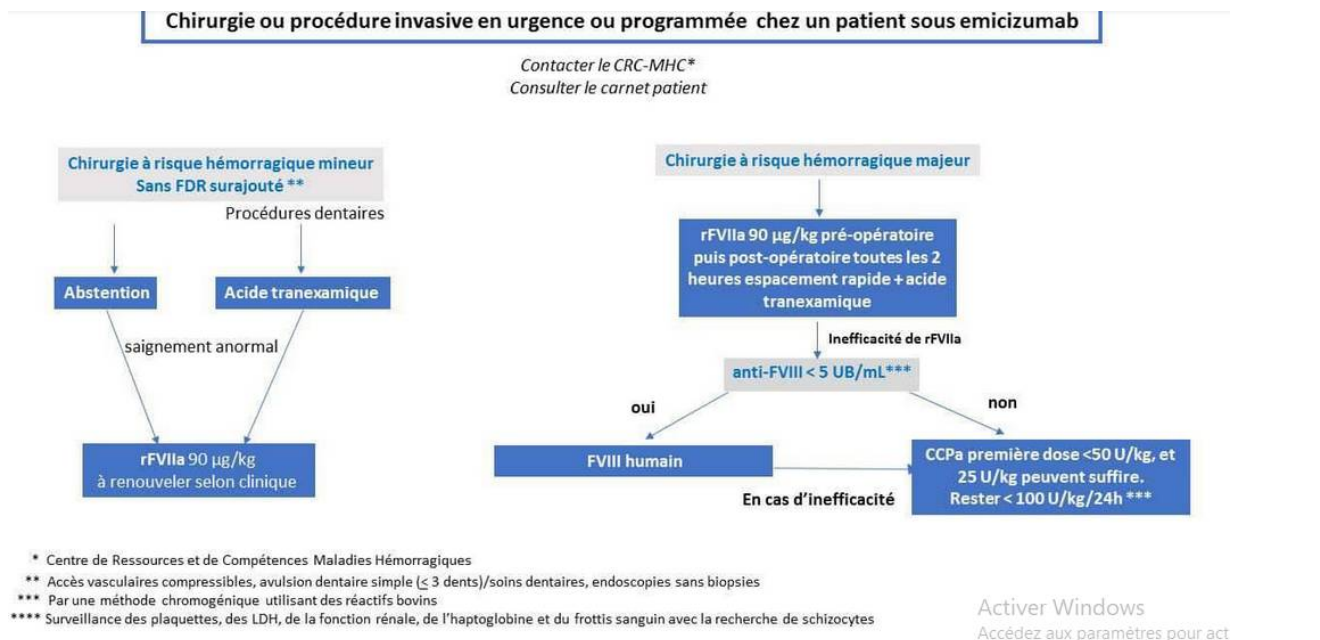 Chirurgie ou procédure invasive en urgence ou programmée chez un patient sous emicizumab
Contacter le CRC-MHC*
Consulter le carnet patient
Chirurgie à risque hémorragique mineur
Sans FDR surajouté **
Procédures dentaires
Abstention
Acide tranexamique
saignement anormal
rFVIIa 90 µg/kg
à renouveler selon clinique
Chirurgie à risque hémorragique majeur
rFVIIa 90 µg/kg pré-opératoire
puis post-opératoire toutes les 2
heures espacement rapide + acide
tranexamique
Inefficacité de rFVIIa
anti-FVIII < 5 UB/mL***
oui
non
FVIII humain
En cas d’inefficacité
CCPa première dose <50 U/kg, et
25 U/kg peuvent suffire.
Rester < 100 U/kg/24h ***
* Centre de Ressources et de Compétences Maladies Hémorragiques
** Accès vasculaires compressibles, avulsion dentaire simple (≤ 3 dents)/soins dentaires, endoscopies sans biopsies
*** Par une méthode chromogénique utilisant des réactifs bovins
**** Surveillance des plaquettes, des LDH, de la fonction rénale, de l’haptoglobine et du frottis sanguin avec la recherche de schizocytes
Activer Windows
Accédez aux paramètres pour act